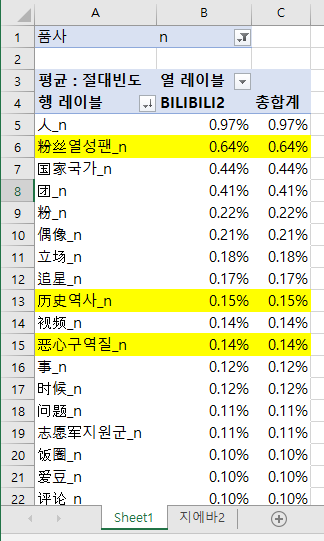 A B C
1 품사 n
2
3 평균 : 절대빈도 열 레이블
4 행 레이블 BILIBILI2 총합계
5 人_n 0.97% 0.97%
6 粉丝열성팬_n 0.64% 0.64%
7 国家국가_n 0.44% 0.44%
8 团_n 0.41% 0.41%
9 粉_n 0.22% 0.22%
10 偶像_n 0.21% 0.21%
11 立场_n 0.18% 0.18%
12 追星_n 0.17% 0.17%
13 历史역사_n 0.15% 0.15%
14 视频_n 0.14% 0.14%
15 恶心구역질_n 0.14% 0.14%
16 事_n 0.12% 0.12%
17 时候_n 0.12% 0.12%
18 问题_n 0.11% 0.11%
19 志愿军지원군_n 0.11% 0.11%
20 饭圈_n 0.10% 0.10%
21 爱豆_n 0.10% 0.10%
22 评论_n 0.10% 0.10%
Sheet1 지에바2